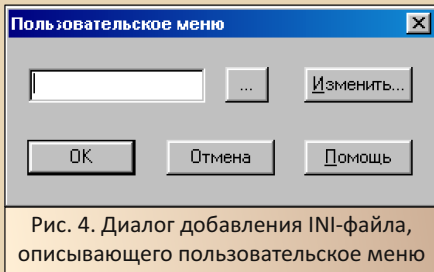 Пользовательское меню
... Изменить...
OK Отмена Помощь
Рис. 4. Диалог добавления INI-файла,
описывающего пользовательское меню